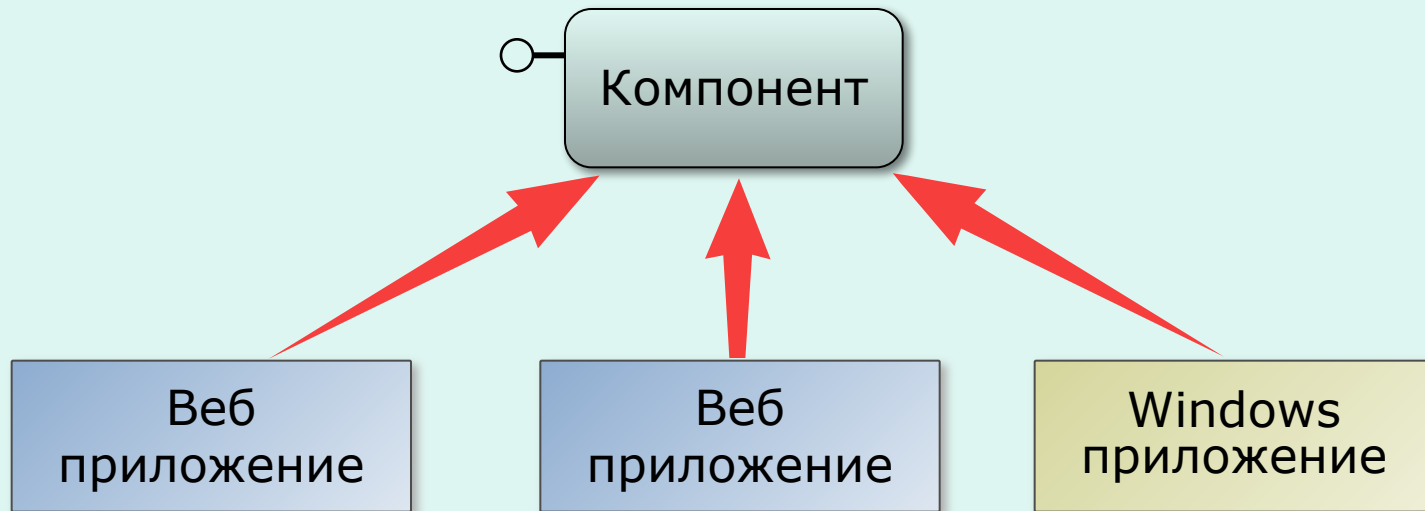 Компонент
Веб
приложение
Веб
приложение
Windows
приложение